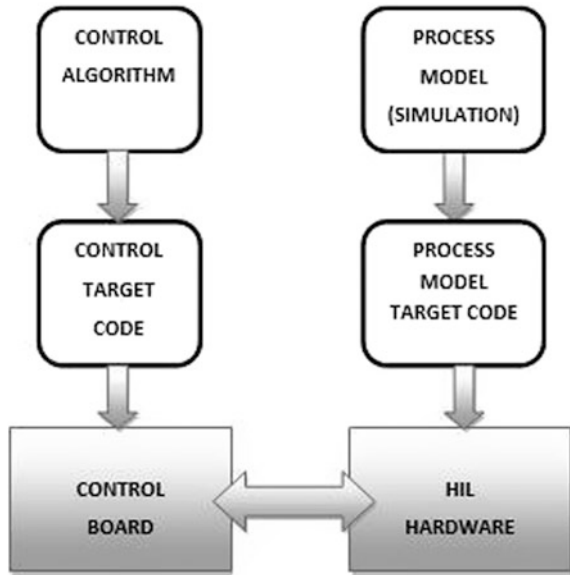 CONTROL
ALGORITHM
PROCESS
MODEL
(SIMULATION)
CONTROL
TARGET
CODE
PROCESS
MODEL
TARGET CODE
CONTROL
BOARD
HIL
HARDWARE